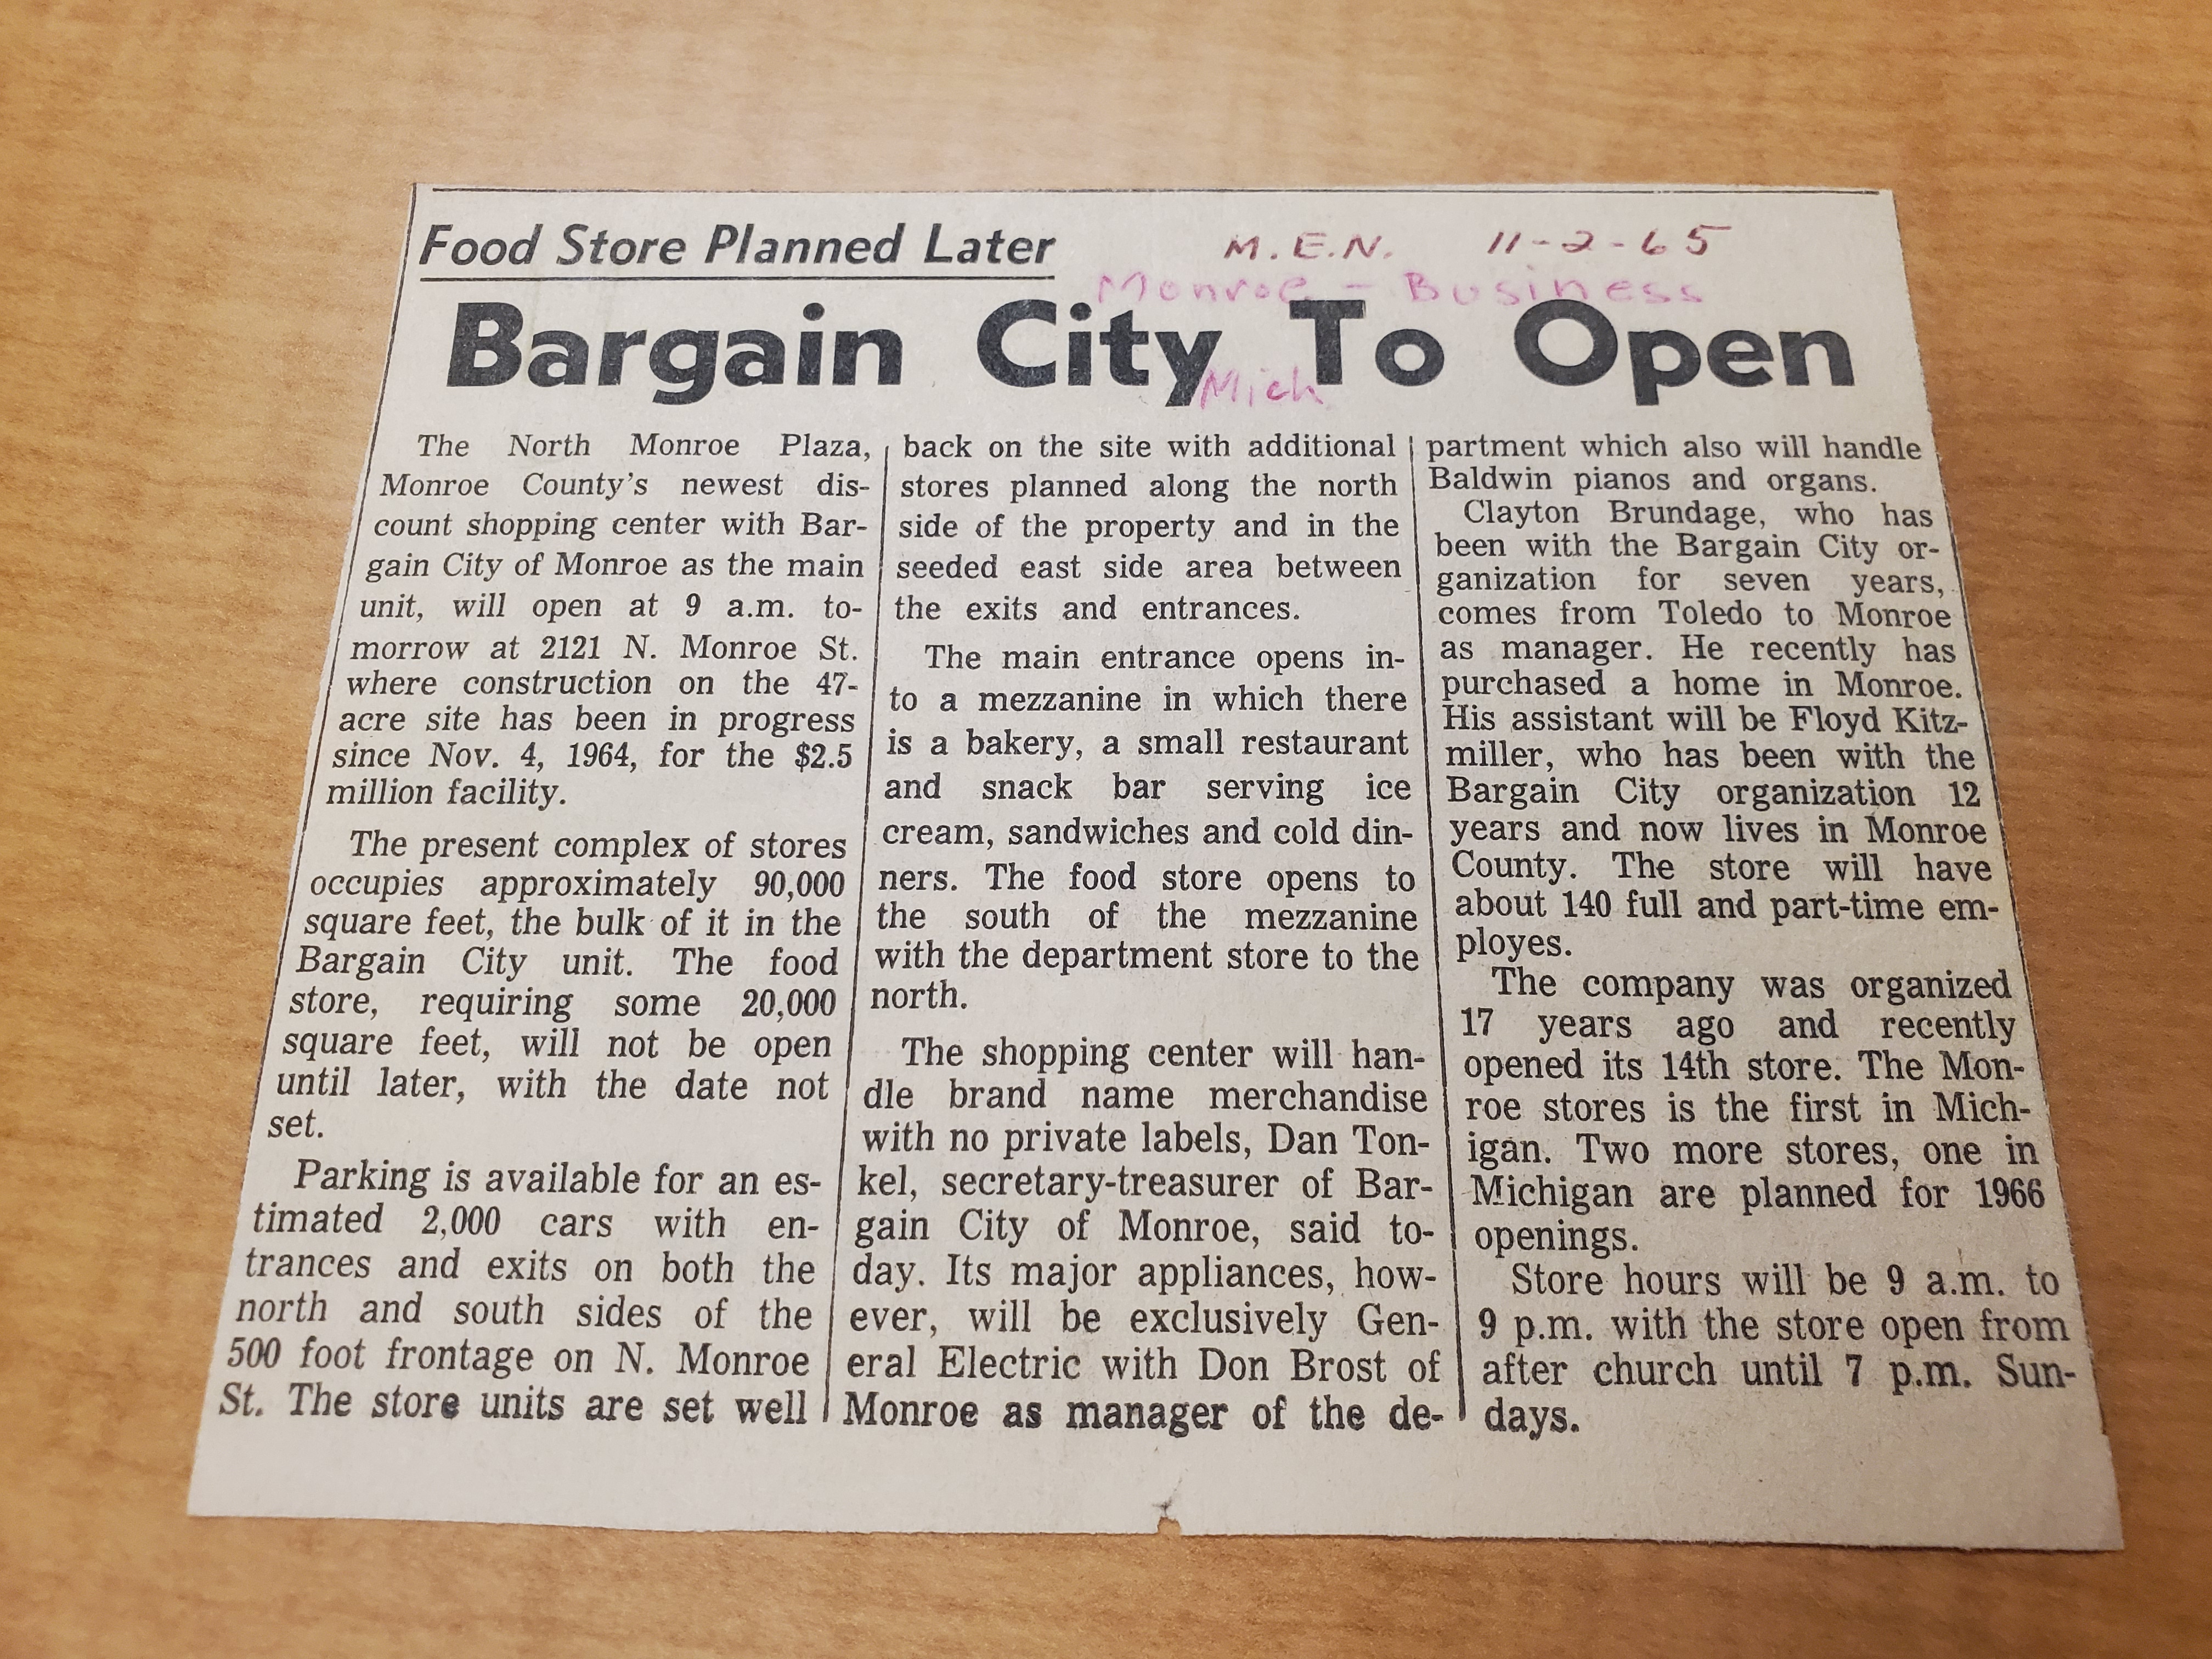 Food Store Planned Later
M.E.N. 11-2-65
Monroe - Business
Bargain City To Open
Mich
The North Monroe Plaza,
Monroe County's newest dis-
count shopping center with Bar-
gain City of Monroe as the main
unit, will open at 9 a.m. to-
morrow at 2121 N. Monroe St.
where construction on the 47-
acre site has been in progress
since Nov. 4, 1964, for the $2.5
million facility.
The present complex of stores
occupies approximately 90,000
square feet, the bulk of it in the
Bargain City unit. The food
store, requiring some 20,000
square feet, will not be open
until later, with the date not
set.
Parking is available for an es-
timated 2,000 cars with en-
trances and exits on both the
north and south sides of the
500 foot frontage on N. Monroe
St. The store units are set well
back on the site with additional
stores planned along the north
side of the property and in the
seeded east side area between
the exits and entrances.
The main entrance opens in-
to a mezzanine in which there
is a bakery, a small restaurant
and snack bar serving ice
cream, sandwiches and cold din-
ners. The food store opens to
the south of the mezzanine
with the department store to the
north.
The shopping center will han-
dle brand name merchandise
with no private labels, Dan Ton-
kel, secretary-treasurer of Bar-
gain City of Monroe, said to-
day. Its major appliances, how-
ever, will be exclusively Gen-
eral Electric with Don Brost of
Monroe as manager of the de-
partment which also will handle
Baldwin pianos and organs.
Clayton Brundage, who has
been with the Bargain City or-
ganization for seven years,
comes from Toledo to Monroe
as manager. He recently has
purchased a home in Monroe.
His assistant will be Floyd Kitz-
miller, who has been with the
Bargain City organization 12
years and now lives in Monroe
County. The store will have
about 140 full and part-time em-
ployes.
The company was organized
17 years ago and recently
opened its 14th store. The Mon-
roe stores is the first in Mich-
igan. Two more stores, one in
Michigan are planned for 1966
openings.
Store hours will be 9 a.m. to
9 p.m. with the store open from
after church until 7 p.m. Sun-
days.